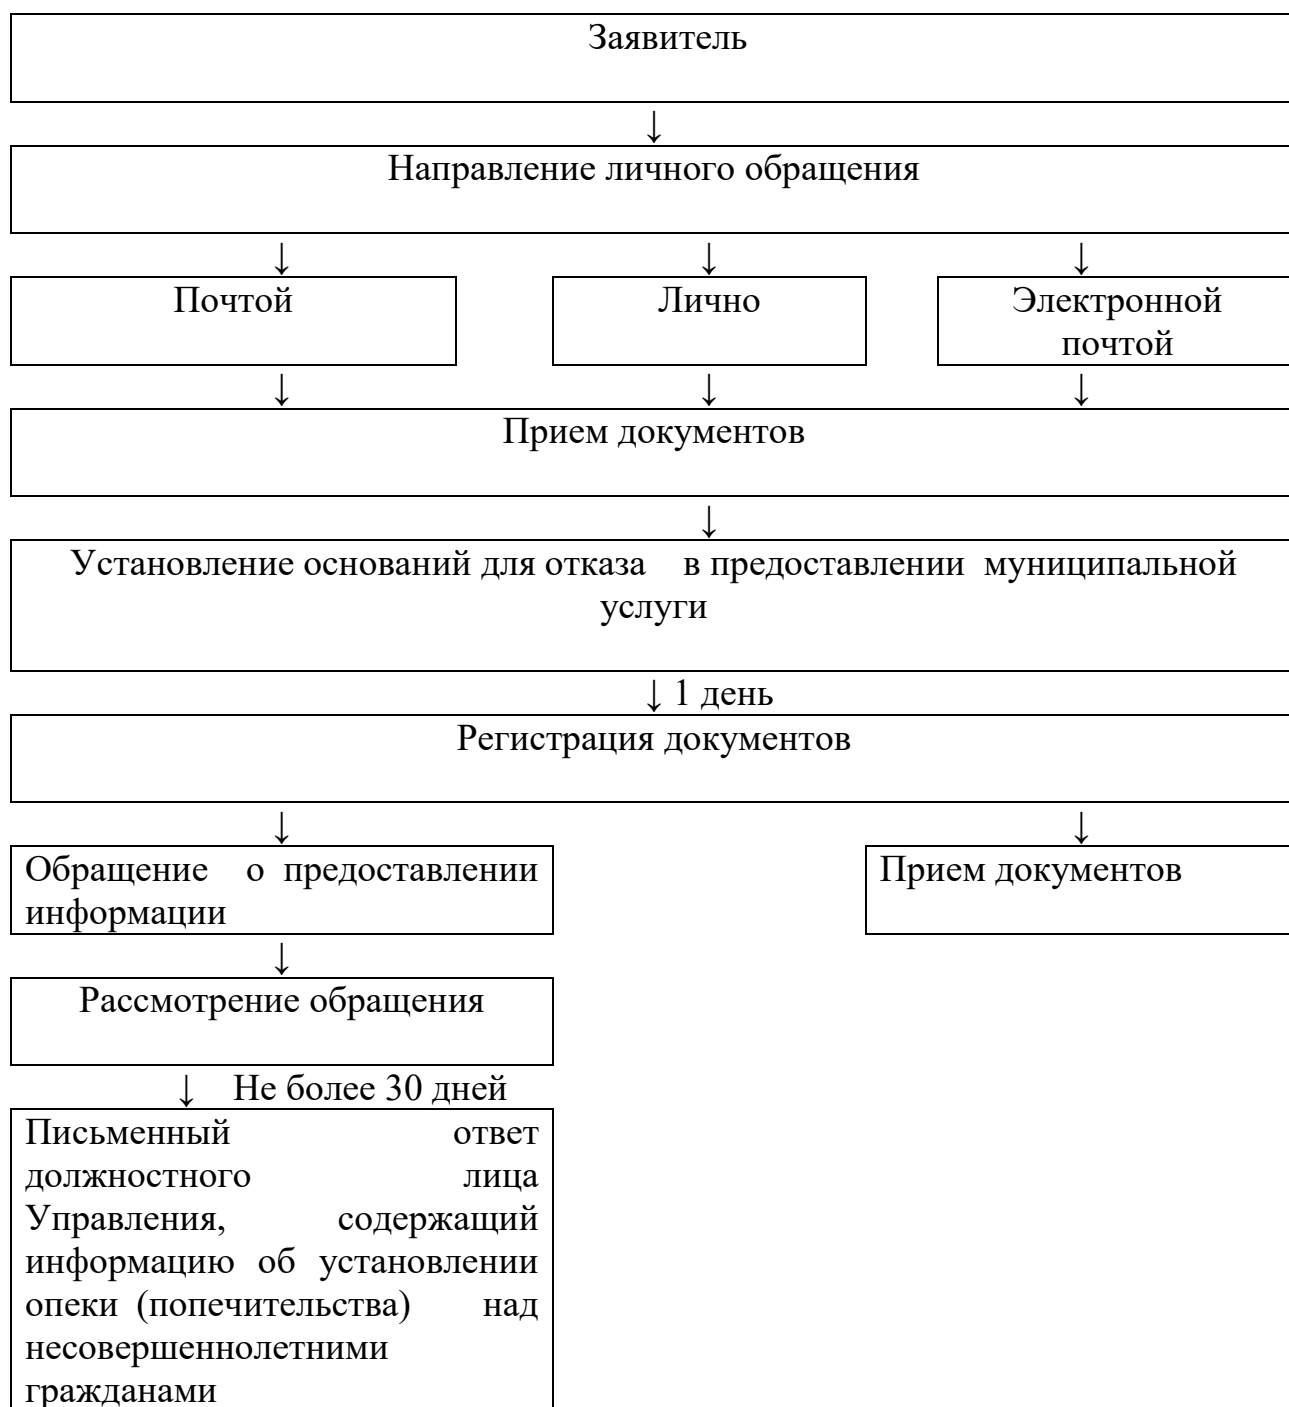 Заявитель
↓
Направление личного обращения
↓ ↓ ↓
Почтой Лично Электронной
почтой
↓ ↓ ↓
Прием документов
↓
Установление оснований для отказа в предоставлении муниципальной
услуги
↓ 1 день
Регистрация документов
↓ ↓
Обращение о предоставлении
информации
Прием документов
↓
Рассмотрение обращения
↓ Не более 30 дней
Письменный ответ
должностного лица
Управления, содержащий
информацию об установлении
опеки (попечительства) над
несовершеннолетними
гражданами